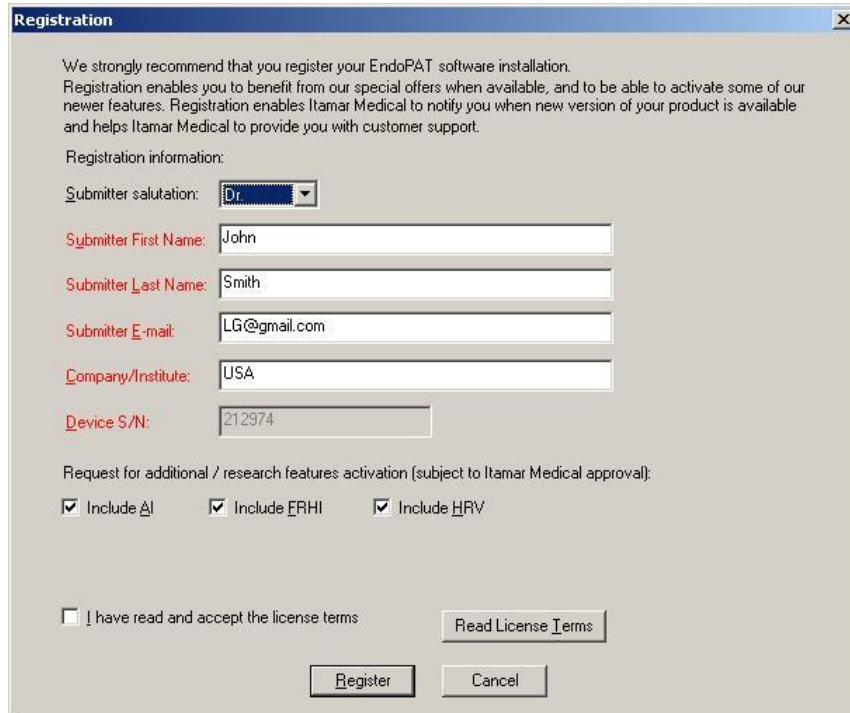 Registration
We strongly recommend that you register your EndoPAT software installation.
Registration enables you to benefit from our special offers when available, and to be able to activate some of our
newer features. Registration enables Itamar Medical to notify you when new version of your product is available
and helps Itamar Medical to provide you with customer support.
Registration information:
Submitter salutation: Dr.
Submitter First Name: John
Submitter Last Name: Smith
Submitter E-mail: LG@gmail.com
Company/Institute: USA
Device S/N: 212974
Request for additional / research features activation (subject to Itamar Medical approval):
Include AI Include FRHI Include HRV
I have read and accept the license terms Read License Terms
Register Cancel